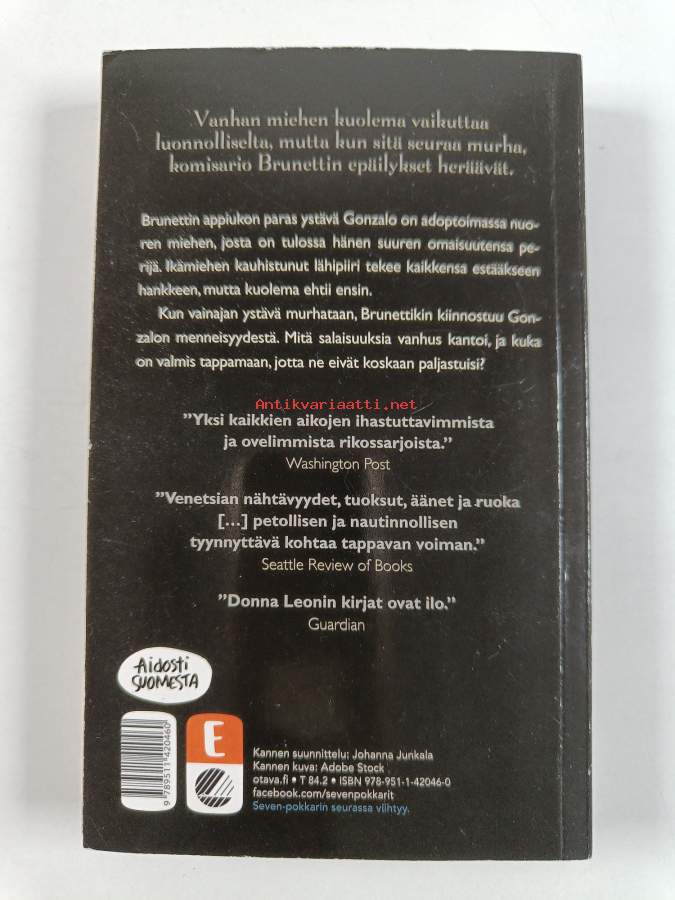 Vanhan miehen kuolema vaikuttaa
luonnolliselta, mutta kun sitä seuraa murha,
komisario Brunettin epäilykset heräävät.
Brunettin appiukon paras ystävä Gonzalo on adoptoimassa nuo-
ren miehen, josta on tulossa hänen suuren omaisuutensa pe-
rijä. Ikämiehen kauhistunut lähipiiri tekee kaikkensa estääkseen
hankkeen, mutta kuolema ehtii ensin.
Kun vainajan ystävä murhataan, Brunettikin kiinnostuu Gon-
zalon menneisyydestä. Mitä salaisuuksia vanhus kantoi, ja kuka
on valmis tappamaan, jotta ne eivät koskaan paljastuisi?
Antikvariaatti.net
”Yksi kaikkien aikojen ihastuttavimmista
ja ovelimmista rikossarjoista.”
Washington Post
”Venetsian nähtävyydet, tuoksut, äänet ja ruoka
[…] petollisen ja nautinnollisen
tyynnyttävä kohtaa tappavan voiman.”
Seattle Review of Books
”Donna Leonin kirjat ovat ilo.”
Guardian
Aidosti
SUOMESTA
9 789511 420460
E
Kannen suunnittelu: Johanna Junkala
Kannen kuva: Adobe Stock
otava.fi • T 84.2 • ISBN 978-951-1-42046-0
facebook.com/sevenpokkarit
Seven-pokkarin seurassa viihtyy.